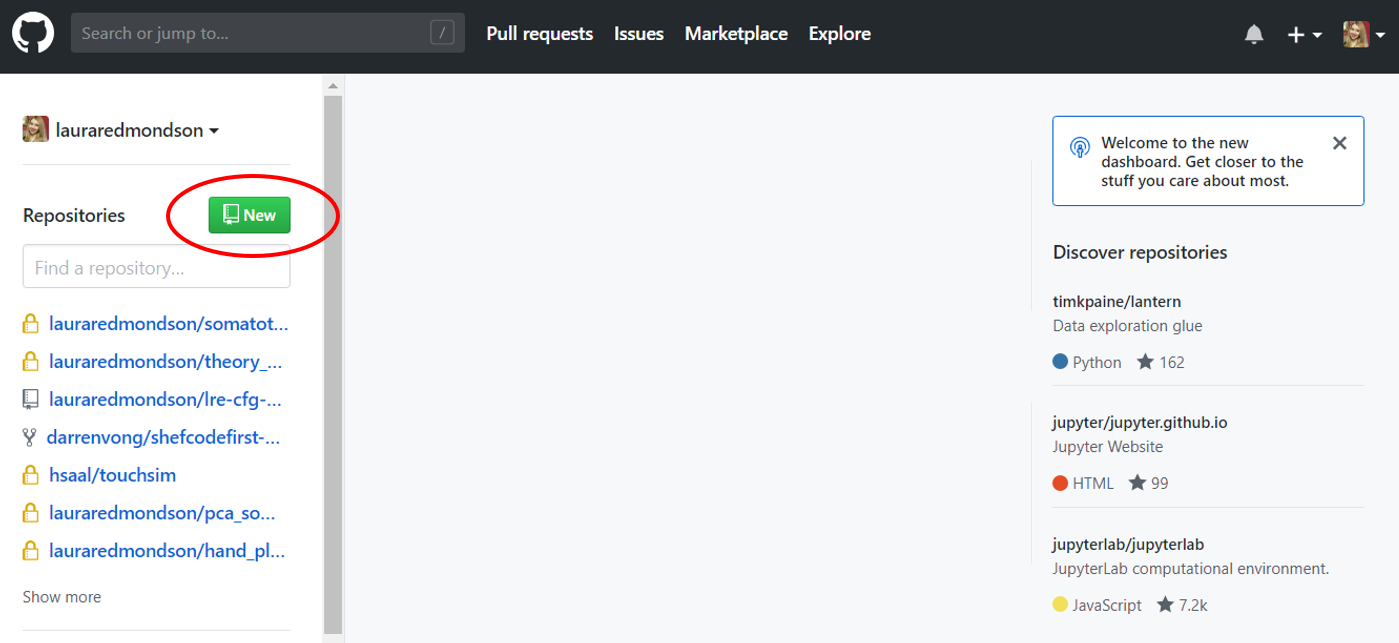 Search or jump to... /
Pull requests Issues Marketplace Explore
lauraredmondson
Repositories
New
Find a repository...
lauraredmondson/somatot...
lauraredmondson/theory_...
lauraredmondson/lre-cfg-...
darrenvong/shefcodefirst-...
hsaal/touchsim
lauraredmondson/pca_so...
lauraredmondson/hand_pl...
Show more
Welcome to the new
dashboard. Get closer to the
stuff you care about most.
Discover repositories
timkpaine/lantern
Data exploration glue
Python 162
jupyter/jupyter.github.io
Jupyter Website
HTML 99
jupyterlab/jupyterlab
JupyterLab computational environment.
JavaScript 7.2k